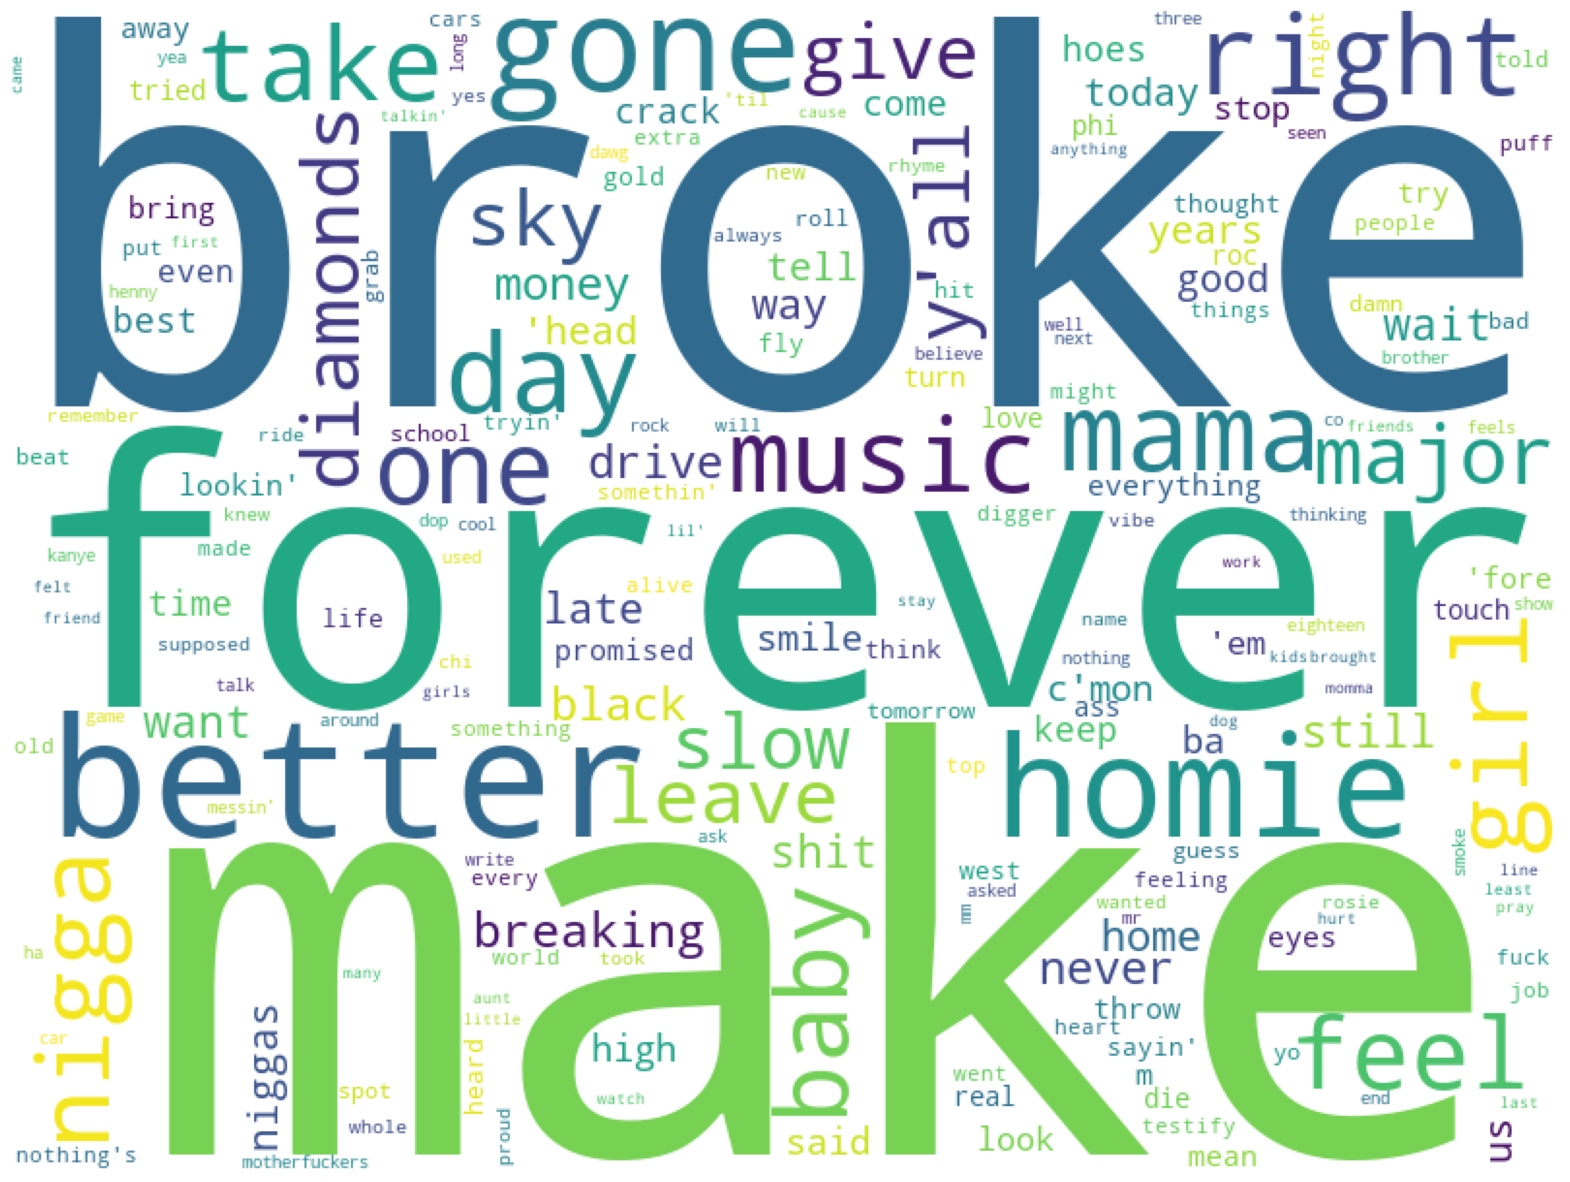 came
away
yea
tried
take
cars
long
yes
talkin'
gone
crack
'til
extra
cause
give
come
three
hoes
today
phi
anything
right
night
stop
seen
told
puff
broke
bring
put
first
even
henny
best
diamonds
grab
sky
dawg
gold
money
'head
day
new
roll
always
tell
way
fly
rhyme
y'all
hit
believe
turn
well
next
might
thought
years
roc
good
things
try
people
damn
wait
bad
brother
remember
ride
school
tryin'
rock
will
love
co
friends
feels
beat
lookin'
one
drive
somethin'
music
mama
everything
major
knew
made
dop
cool
used
lil'
digger
vibe
thinking
forever
kanye
felt
friend
time
supposed
talk
life
chi
girls
late
promised
alive
smile
think
stay
work
name
nothing
'em
eighteen
kids
brought
momma
'fore
touch
show
girl
game
want
old
around
something
black
slow
tomorrow
c'mon
ass
keep
ba
dog
still
better
messin'
leave
top
homie
ask
shit
write
every
west
asked
mm
guess
feeling
wanted
mr
smoke
line
least
pray
rosie
hurt
make
nigga
ha
car
many
niggas
breaking
world
took
aunt
little
baby
home
never
eyes
fuck
job
high
heard
watch
spot
whole
proud
throw
heart
sayin'
m
went
real
die
yo
feel
end
last
nothing's
motherfuckers
said
look
testify
mean
us